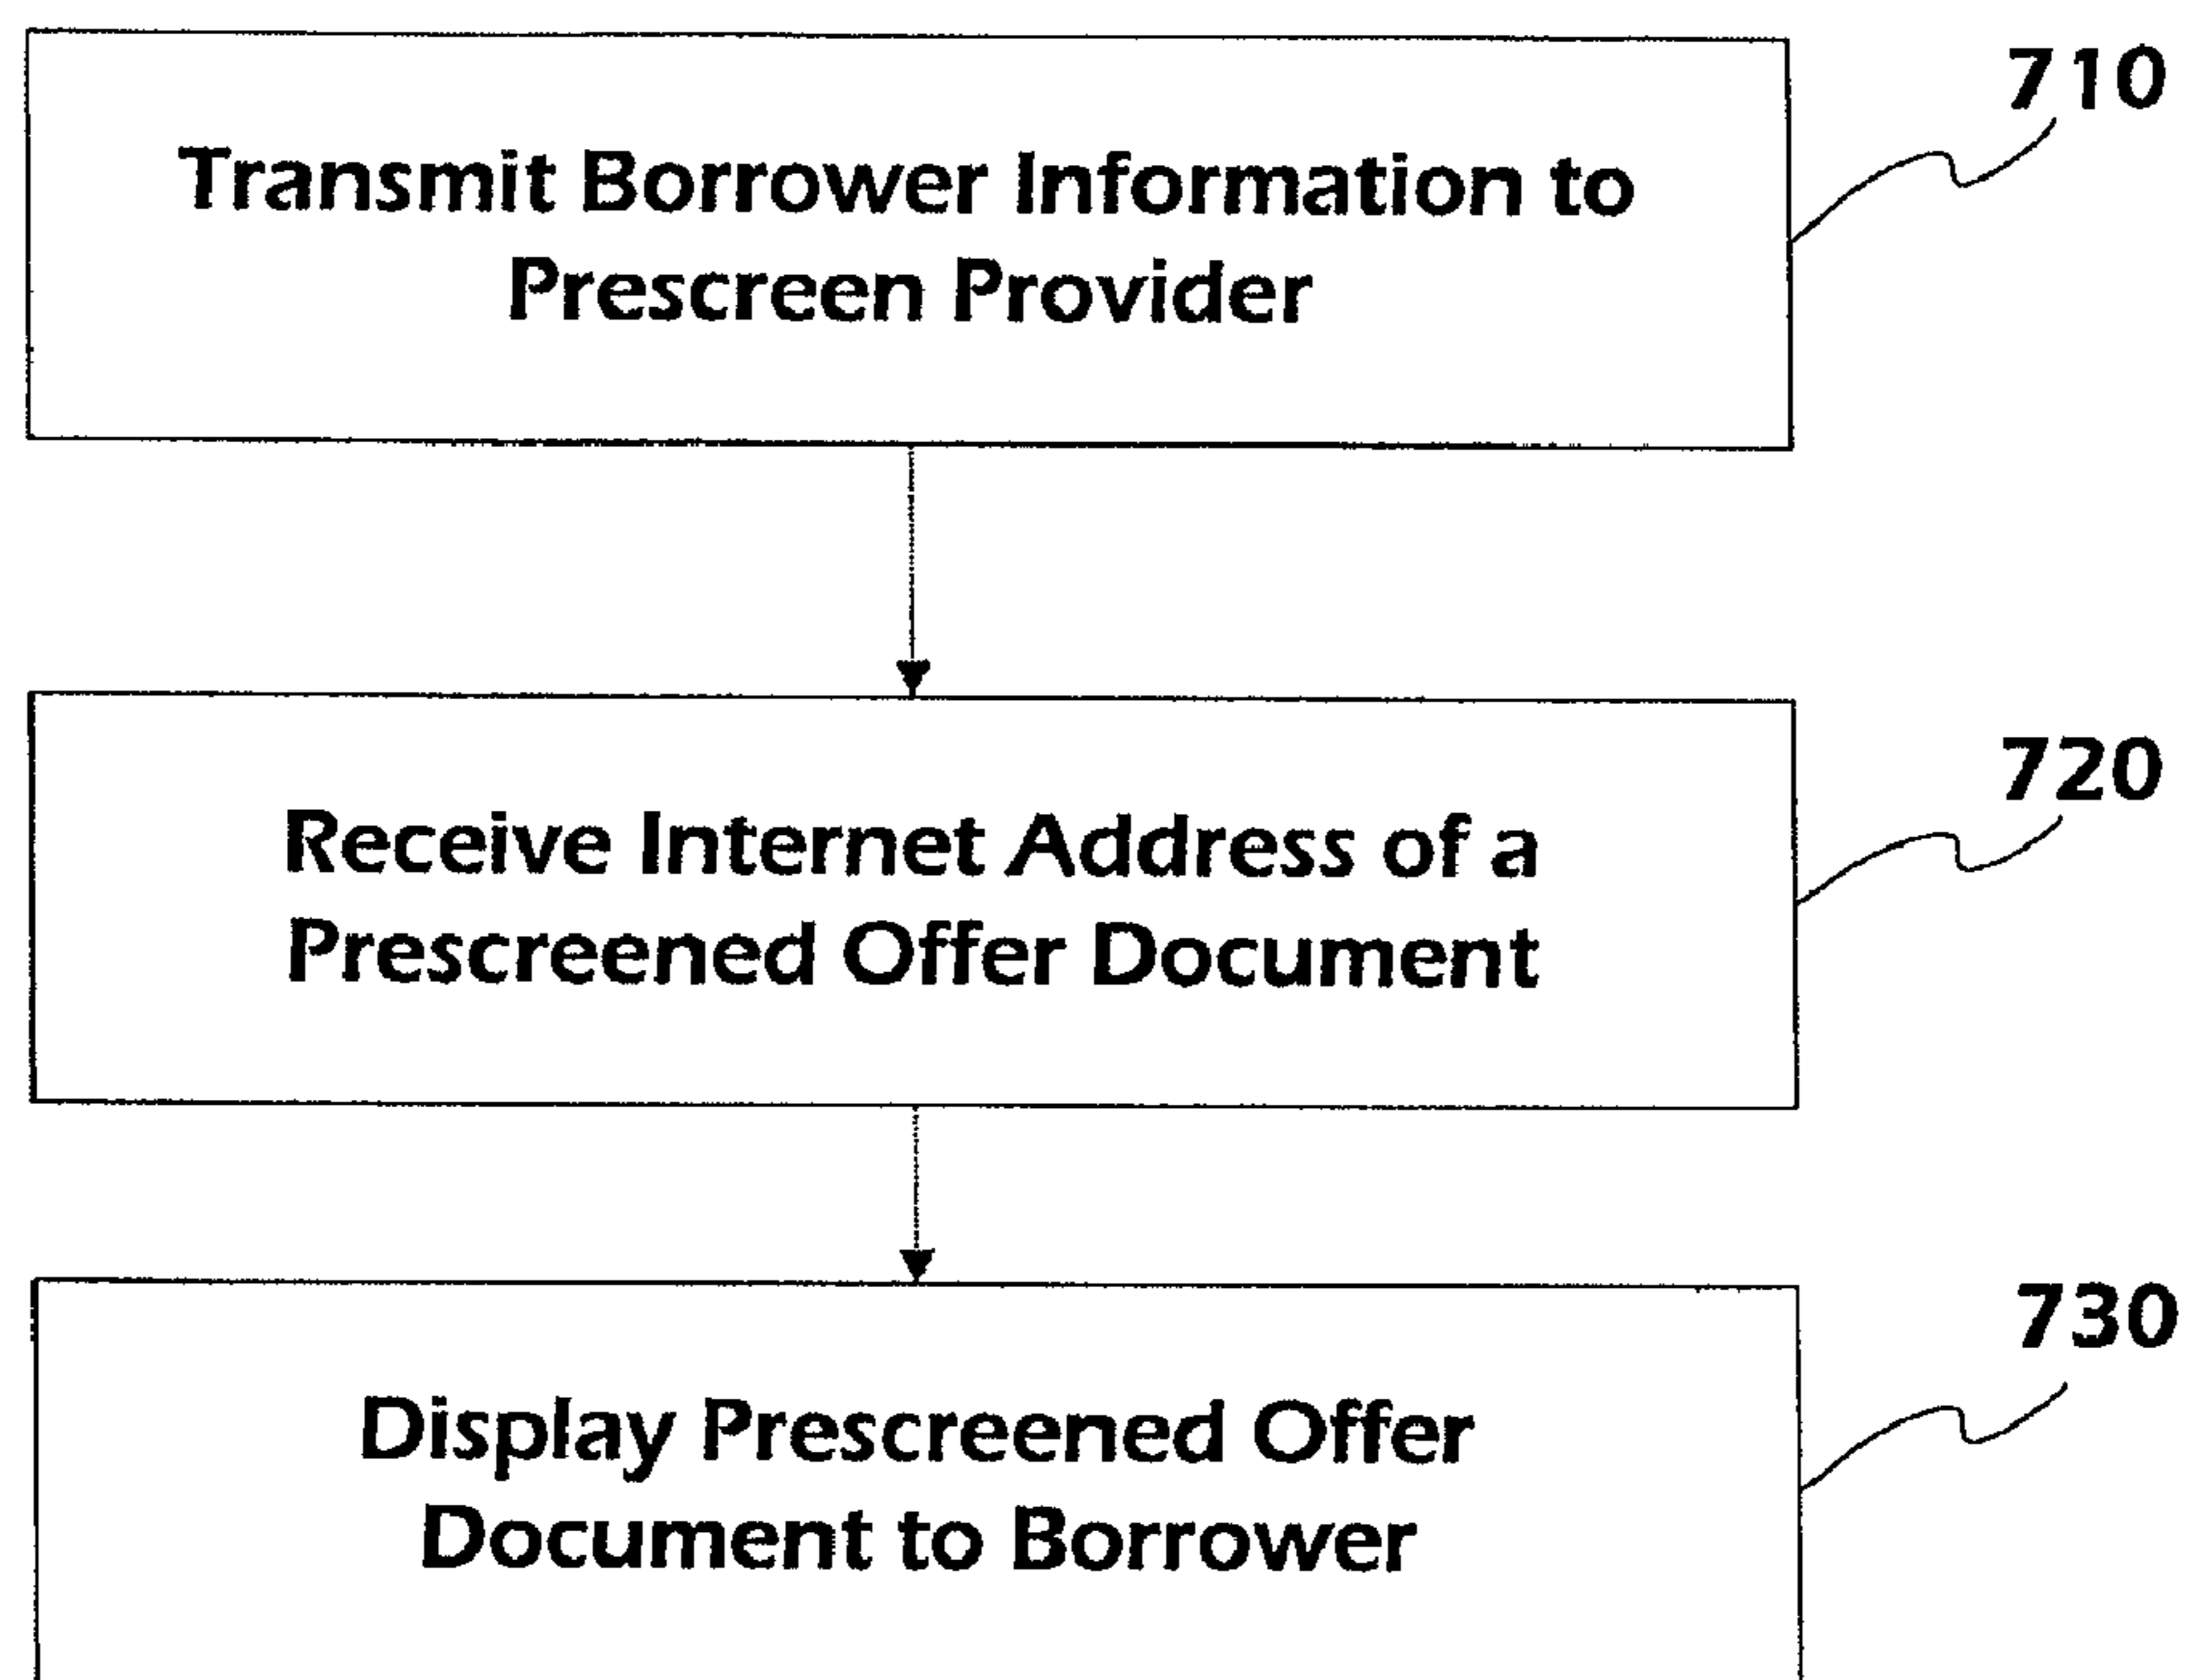 710
Transmit Borrower Information to
Prescreen Provider
720
Receive Internet Address of a
Prescreened Offer Document
730
Display Prescreened Offer
Document to Borrower